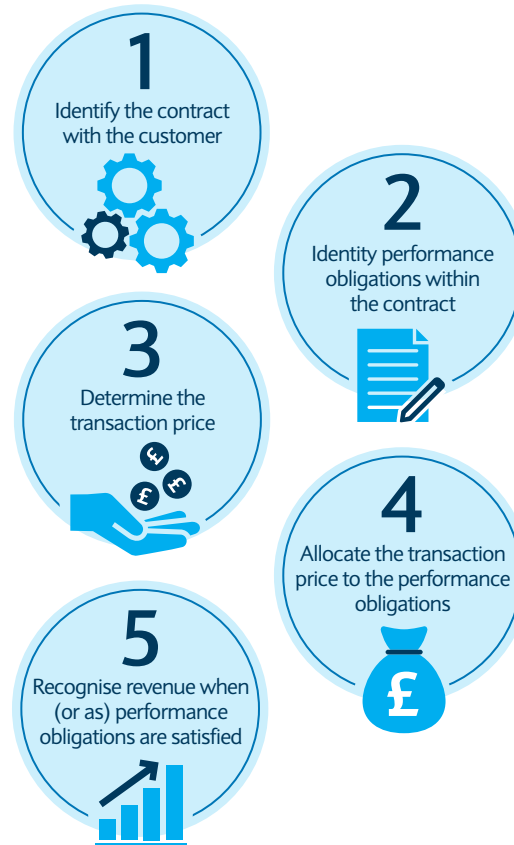 1
Identify the contract
with the customer
2
Identity performance
obligations within
the contract
3
Determine the
transaction price
£
£
£
4
Allocate the transaction
price to the performance
obligations
£
5
Recognise revenue when
(or as) performance
obligations are satisfied